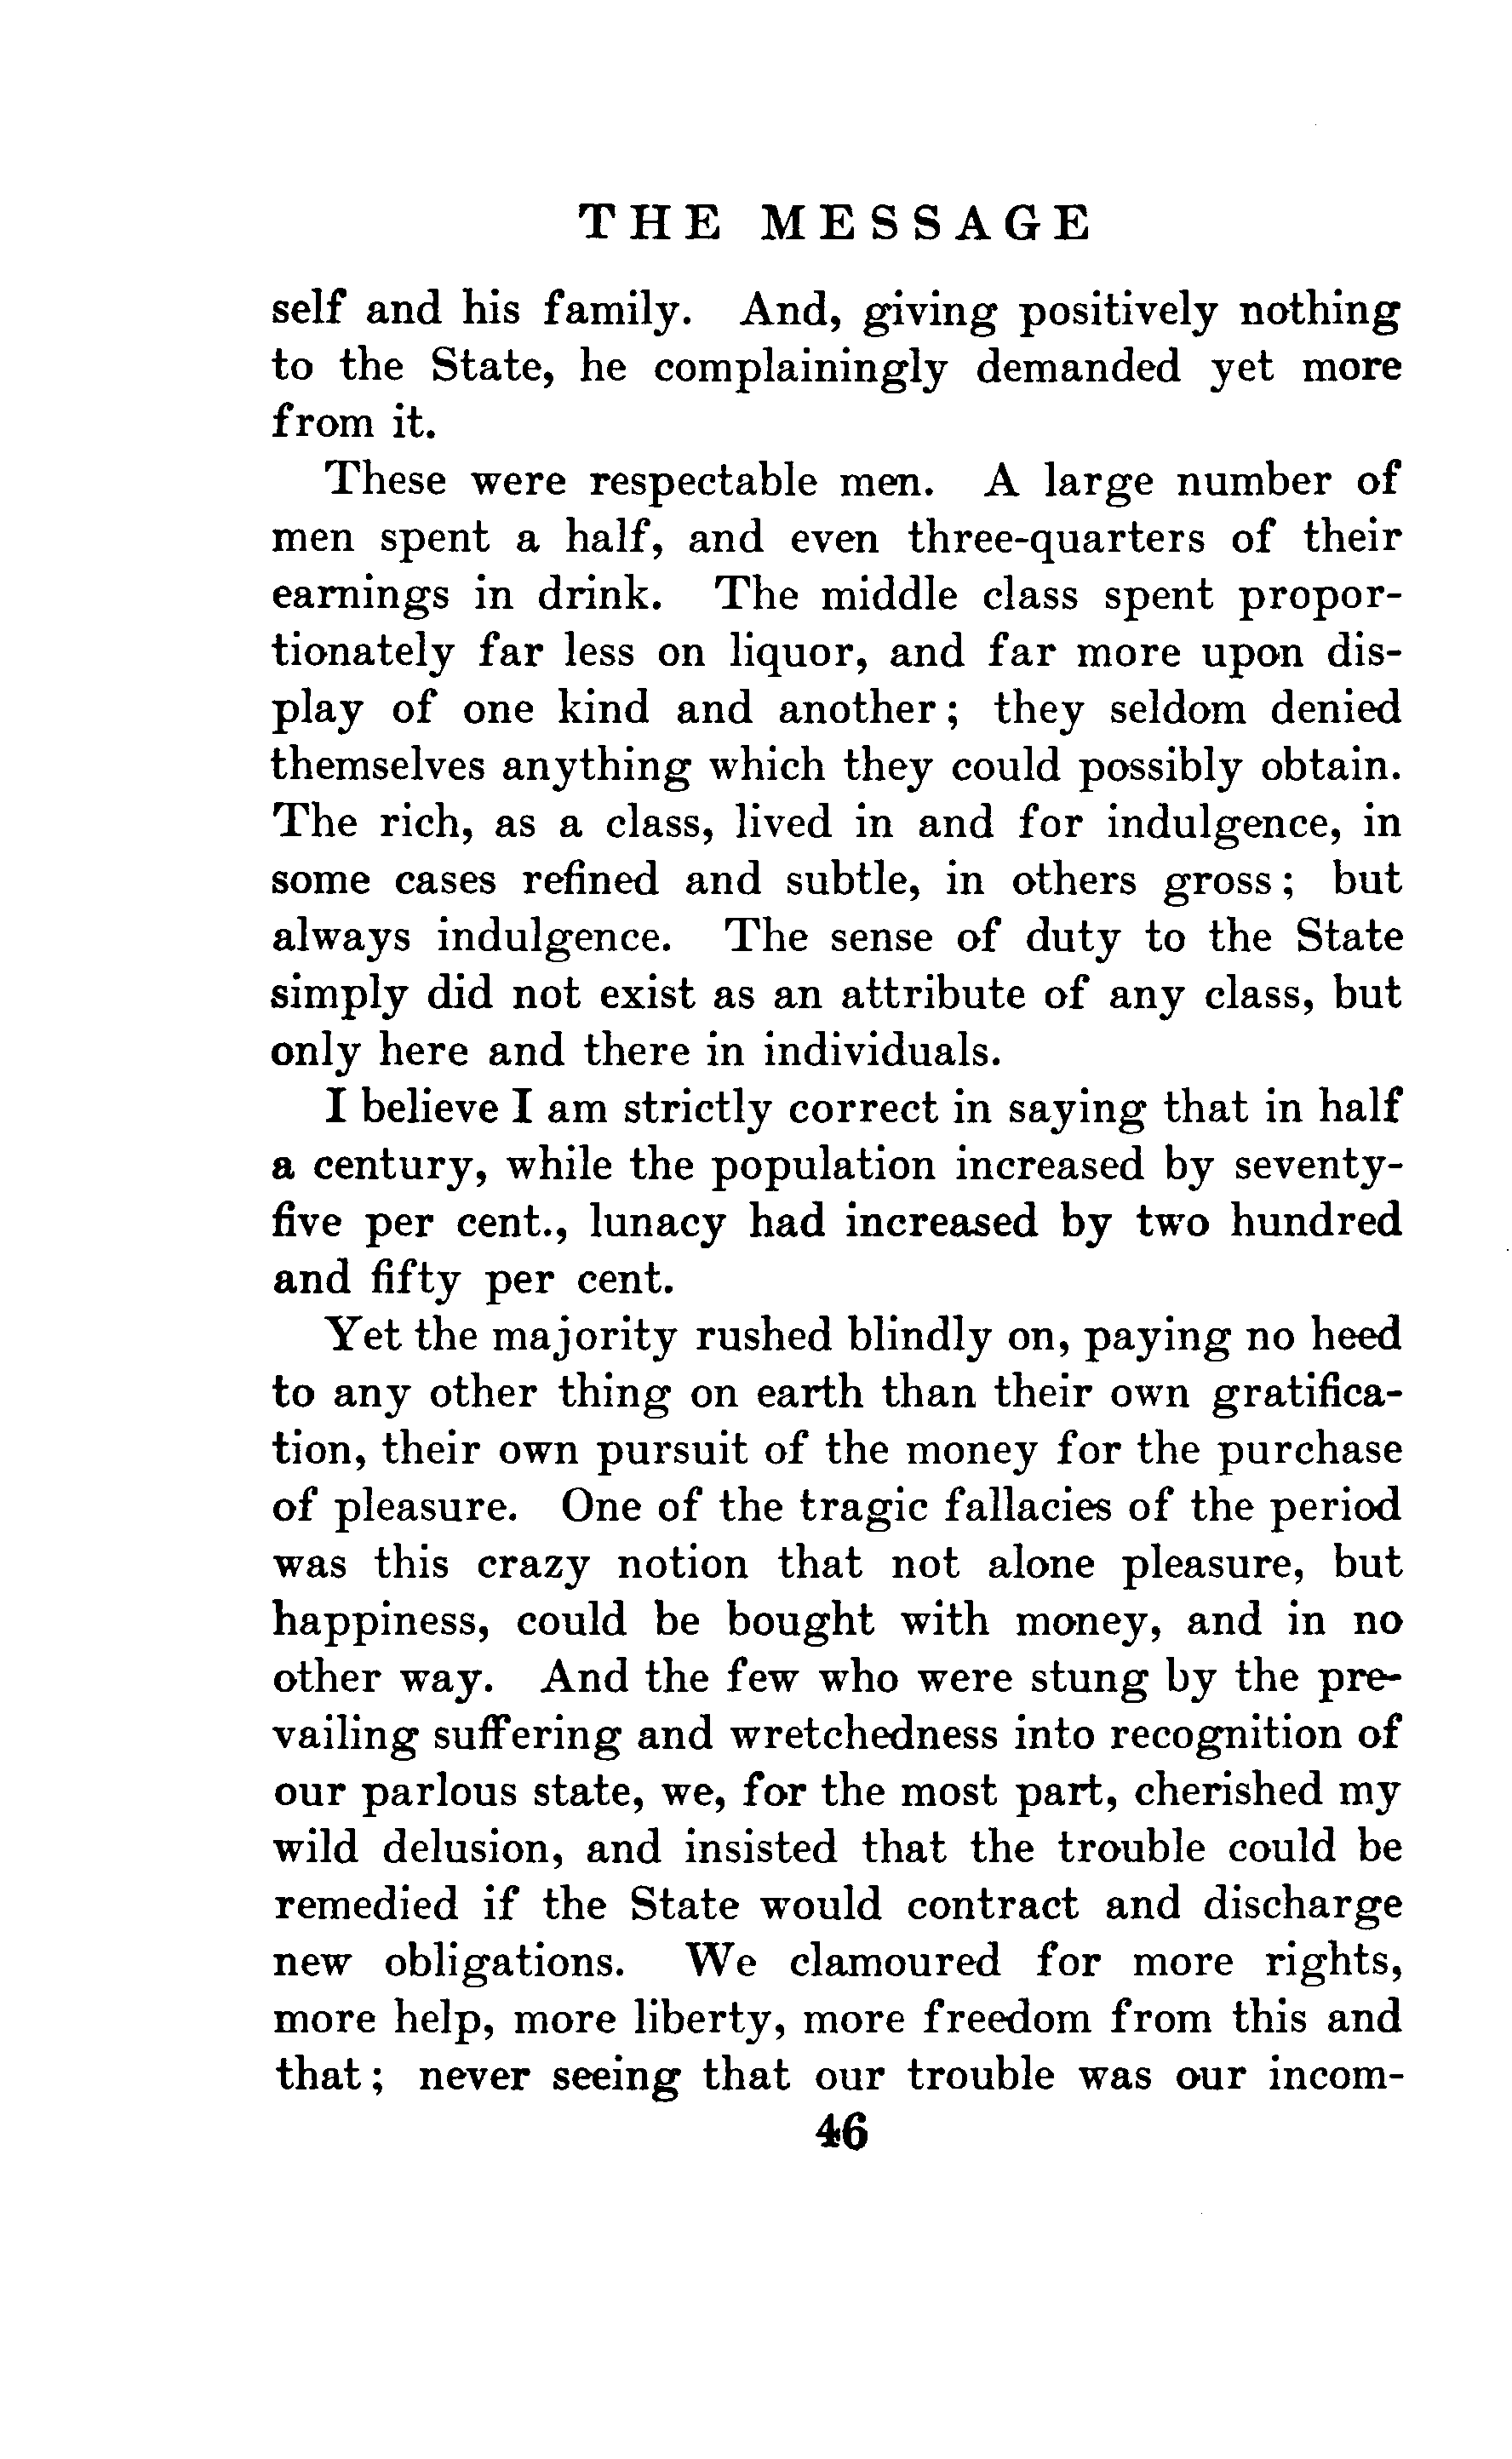 THE MESSAGE
self and his family. And, giving positively nothing
to the State, he complainingly demanded yet more
from it.
These were respectable men. A large number of
men spent a half, and even three-quarters of their
earnings in drink. The middle class spent propor-
tionately far less on liquor, and far more upon dis-
play of one kind and another; they seldom denied
themselves anything which they could possibly obtain.
The rich, as a class, lived in and for indulgence, in
some cases refined and subtle, in others gross; but
always indulgence. The sense of duty to the State
simply did not exist as an attribute of any class, but
only here and there in individuals.
I believe I am strictly correct in saying that in half
a century, while the population increased by seventy-
five per cent., lunacy had increased by two hundred
and fifty per cent.
Yet the majority rushed blindly on, paying no heed
to any other thing on earth than their own gratifica-
tion, their own pursuit of the money for the purchase
of pleasure. One of the tragic fallacies of the period
was this crazy notion that not alone pleasure, but
happiness, could be bought with money, and in no
other way. And the few who were stung by the pre-
vailing suffering and wretchedness into recognition of
our parlous state, we, for the most part, cherished my
wild delusion, and insisted that the trouble could be
remedied if the State would contract and discharge
new obligations. We clamoured for more rights,
more help, more liberty, more freedom from this and
that; never seeing that our trouble was our incom-
46